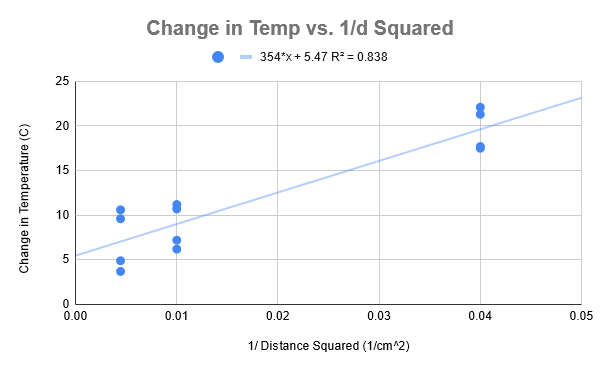 Change in Temp vs. 1/d Squared
354*x + 5.47 R² = 0.838
25
20
15
10
5
0
0.00 0.01 0.02 0.03 0.04 0.05
Change in Temperature (C)
1/ Distance Squared (1/cm^2)